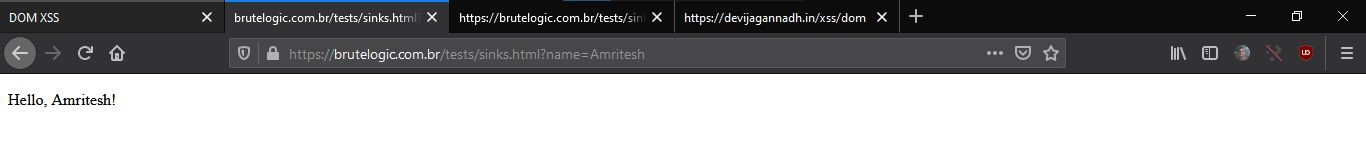 DOM XSS
brutelogic.com.br/tests/sinks.html?
https://brutelogic.com.br/tests/sin
https://devijagannadh.in/xss/dom
https://brutelogic.com.br/tests/sinks.html?name=Amritesh
Hello, Amritesh!